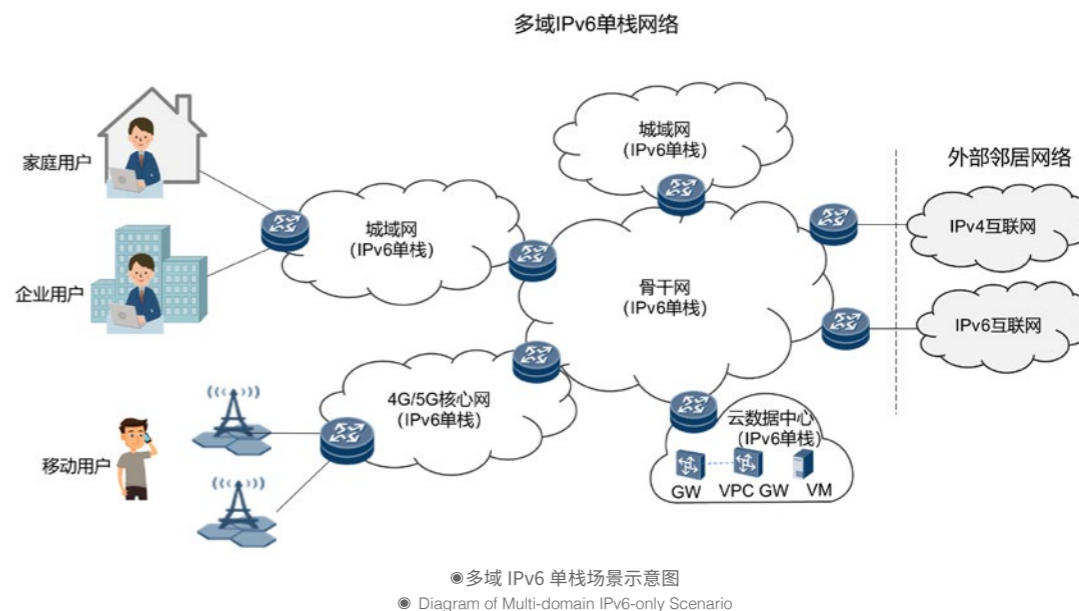 多域IPv6单栈网络
家庭用户
企业用户
移动用户
城域网
(IPv6单栈)
4G/5G核心网
(IPv6单栈)
城域网
(IPv6单栈)
骨干网
(IPv6单栈)
云数据中心
(IPv6单栈)
GW
VPC GW
VM
外部邻居网络
IPv4互联网
IPv6互联网
◉多域 IPv6 单栈场景示意图
◉ Diagram of Multi-domain IPv6-only Scenario